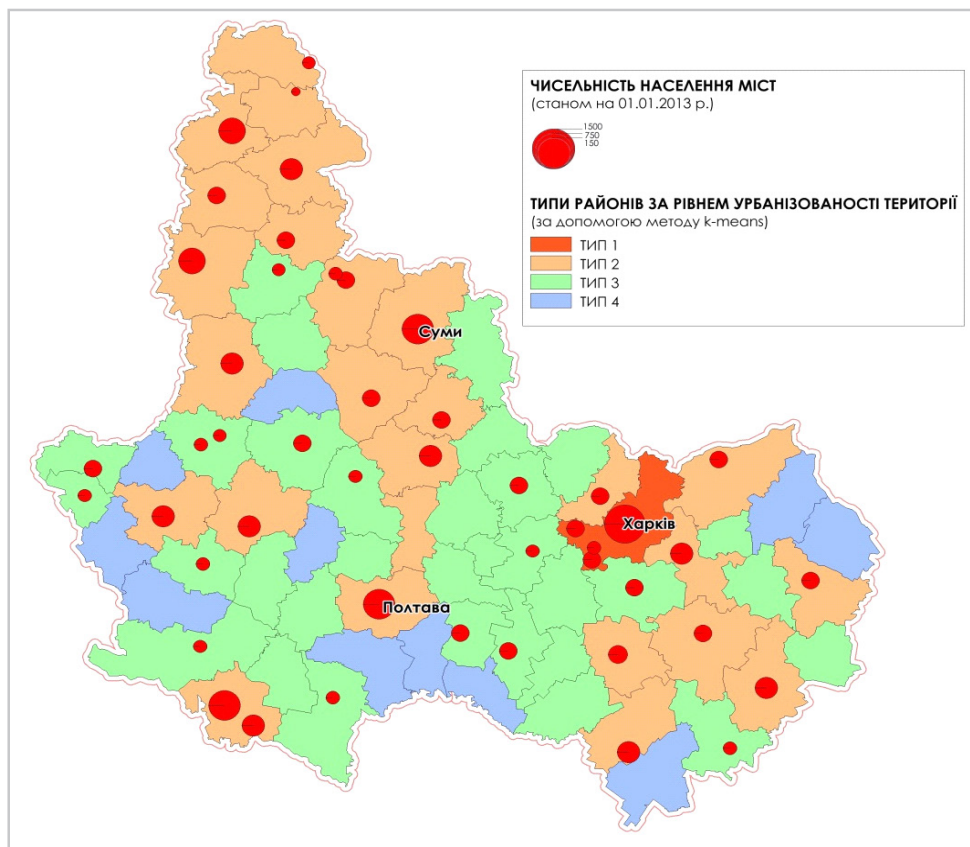 ЧИСЕЛЬНІСТЬ НАСЕЛЕННЯ МІСТ
(станом на 01.01.2013 р.)
1500
750
150
ТИПИ РАЙОНІВ ЗА РІВНЕМ УРБАНІЗОВАНОСТІ ТЕРИТОРІЇ
(за допомогою методу k-means)
ТИП 1
ТИП 2
ТИП 3
ТИП 4
Суми
Харків
Полтава